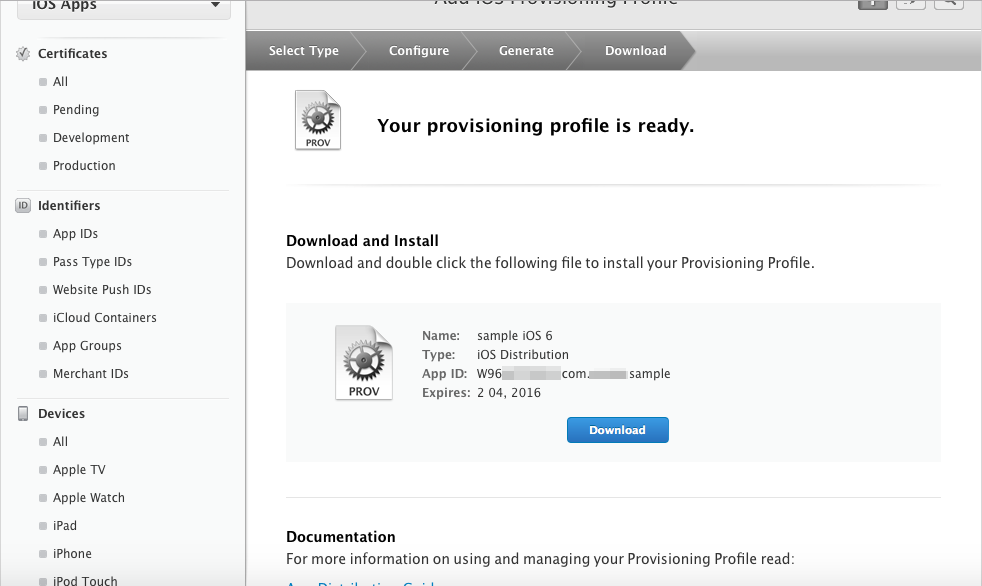 iOS Apps
Add iOS Provisioning Profile
Certificates
All
Pending
Development
Production
ID Identifiers
App IDs
Pass Type IDs
Website Push IDs
iCloud Containers
App Groups
Merchant IDs
Devices
All
Apple TV
Apple Watch
iPad
iPhone
iPod Touch
Select Type
Configure
Generate
Download
PROV
Your provisioning profile is ready.
Download and Install
Download and double click the following file to install your Provisioning Profile.
PROV
Name: sample iOS 6
Type: iOS Distribution
App ID: W96 com. sample
Expires: 2 04, 2016
Download
Documentation
For more information on using and managing your Provisioning Profile read:
App Distribution Guide